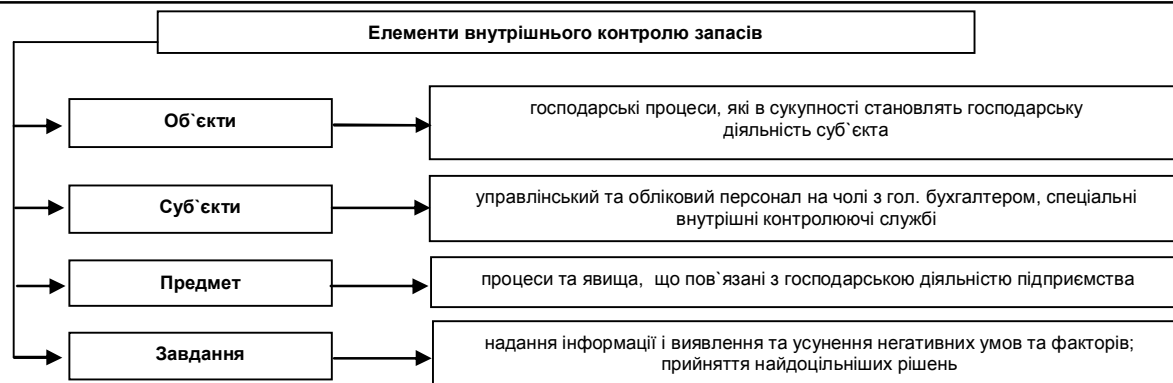 Елементи внутрішнього контролю запасів
Об`єкти
господарські процеси, які в сукупності становлять господарську
діяльність суб`єкта
Суб`єкти
управлінський та обліковий персонал на чолі з гол. бухгалтером, спеціальні
внутрішні контролюючі службі
Предмет
процеси та явища, що пов`язані з господарською діяльністю підприємства
Завдання
надання інформації і виявлення та усунення негативних умов та факторів;
прийняття найдоцільніших рішень